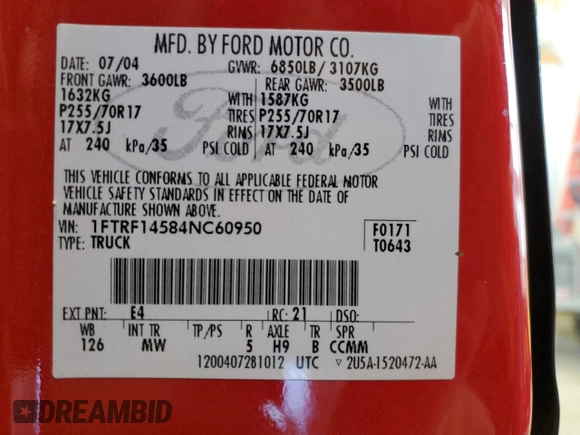 MFD. BY FORD MOTOR CO.
DATE: 07/04 GVWR: 6850LB/ 3107KG
FRONT GAWR: 3600LB REAR GAWR: 3500LB
1632KG WITH 1587KG WITH
P255/70R17 TIRES P255/70R17 TIRES
17X7.5J RIMS 17X7.5J RIMS
AT 240 kPa/35 PSI COLD AT 240 kPa/35 PSI COLD
Ford
THIS VEHICLE CONFORMS TO ALL APPLICABLE FEDERAL MOTOR
VEHICLE SAFETY STANDARDS IN EFFECT ON THE DATE OF
MANUFACTURE SHOWN ABOVE.
VIN: 1FTRF14584NC60950 F0171
TYPE: TRUCK T0643
EXT PNT: E4 RC: 21 DSO:
WB INT TR TP/PS R AXLE TR SPR
126 MW 5 H9 B CCMM
1200407281012 UTC ▽ 2U5A-1520472-AA
DREAMBID